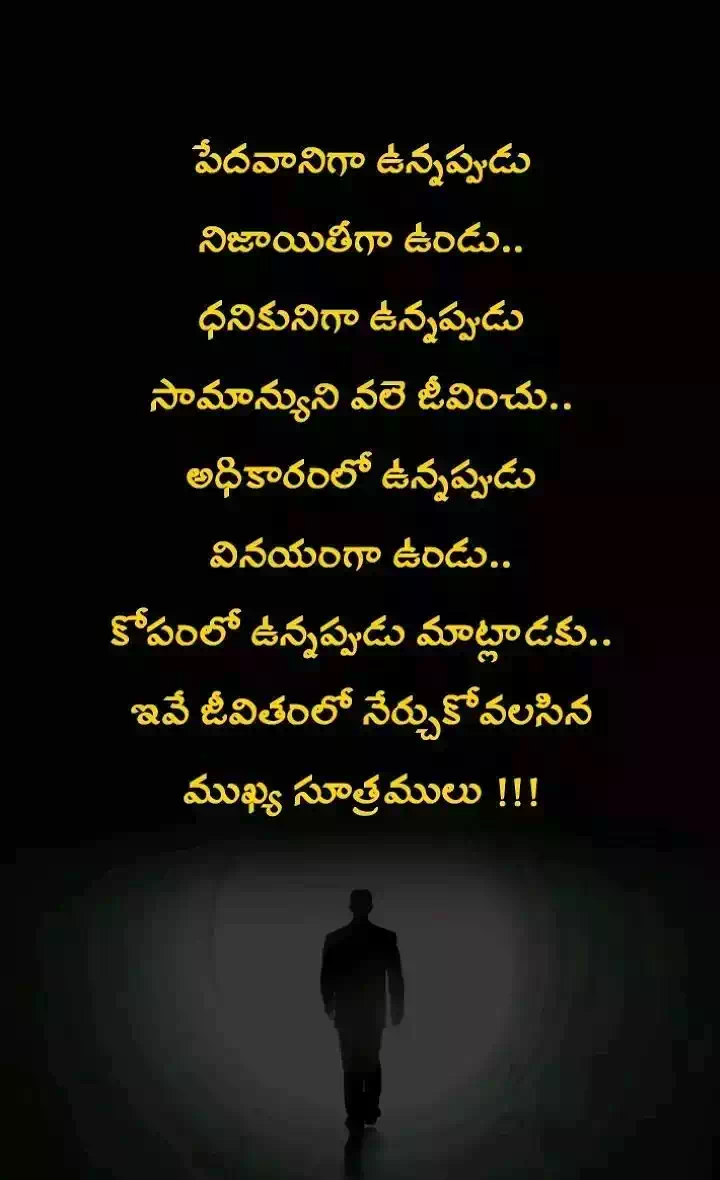 పేదవానిగా ఉన్నప్పుడు
నిజాయితీగా ఉండు..
ధనికునిగా ఉన్నప్పుడు
సామాన్యుని వలె జీవించు..
అధికారంలో ఉన్నప్పుడు
వినయంగా ఉండు..
కోపంలో ఉన్నప్పుడు మాట్లాడకు..
ఇవే జీవితంలో నేర్చుకోవలసిన
ముఖ్య సూత్రములు !!!